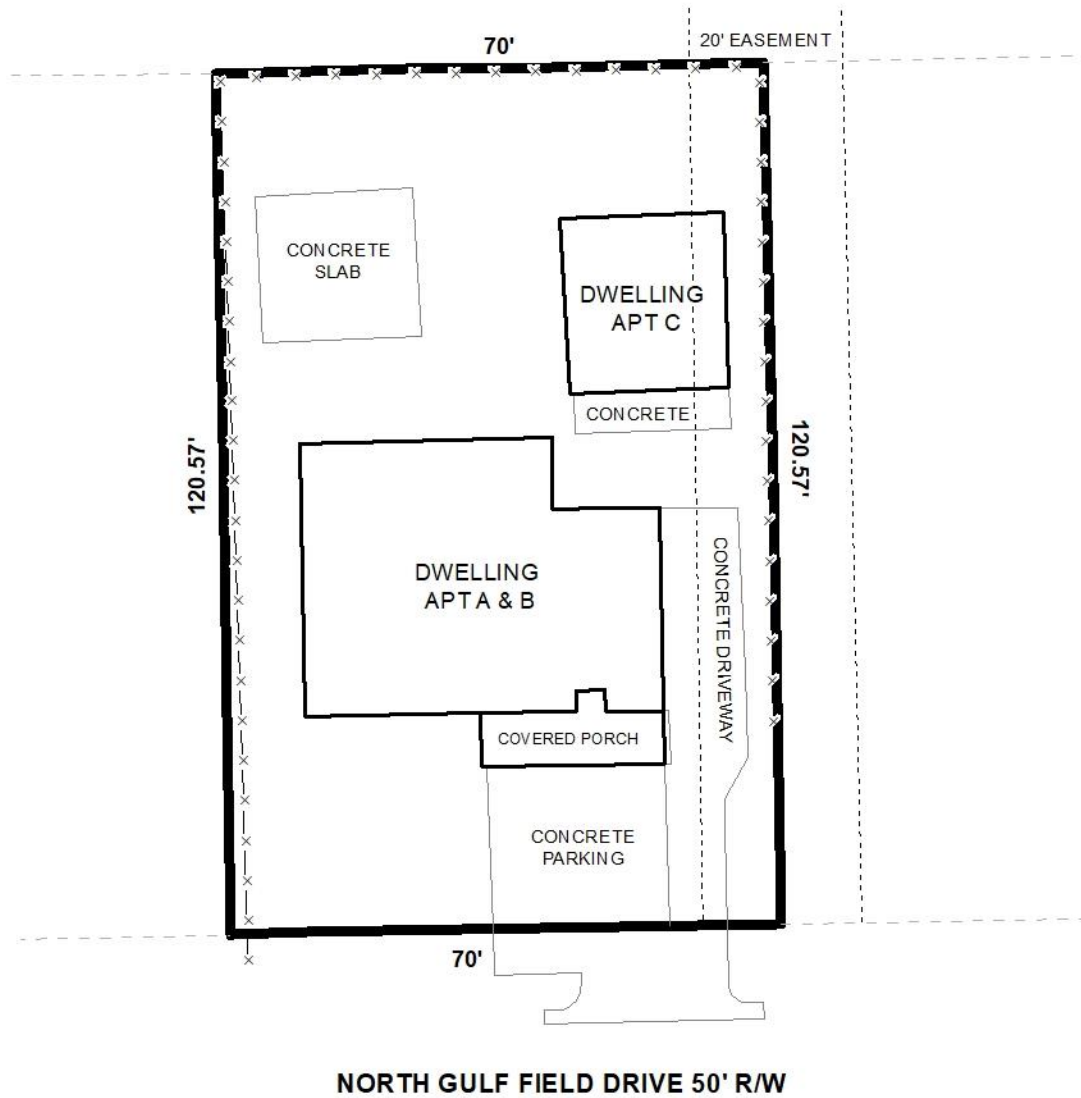 20' EASEMENT
70'
CONCRETE
SLAB
DWELLING
APT C
CONCRETE
120.57'
120.57'
DWELLING
APT A & B
CONCRETE DRIVEWAY
COVERED PORCH
CONCRETE
PARKING
70'
NORTH GULF FIELD DRIVE 50' R/W